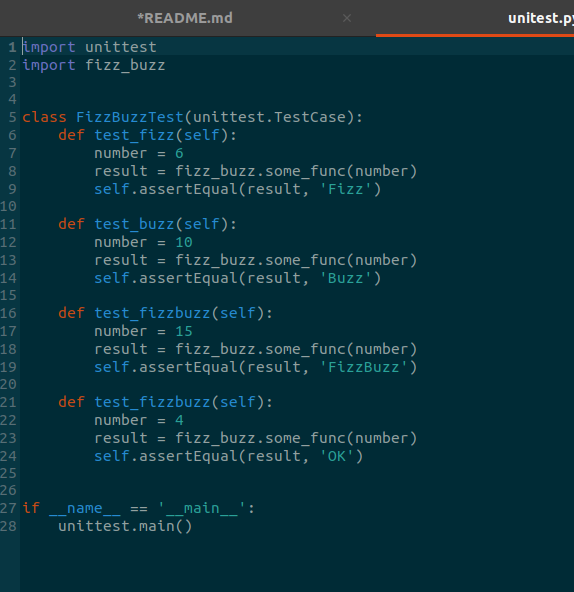 *README.md × unitest.py
1 import unittest
2 import fizz_buzz
3
4
5 class FizzBuzzTest(unittest.TestCase):
6     def test_fizz(self):
7         number = 6
8         result = fizz_buzz.some_func(number)
9         self.assertEqual(result, 'Fizz')
10
11     def test_buzz(self):
12         number = 10
13         result = fizz_buzz.some_func(number)
14         self.assertEqual(result, 'Buzz')
15
16     def test_fizzbuzz(self):
17         number = 15
18         result = fizz_buzz.some_func(number)
19         self.assertEqual(result, 'FizzBuzz')
20
21     def test_fizzbuzz(self):
22         number = 4
23         result = fizz_buzz.some_func(number)
24         self.assertEqual(result, 'OK')
25
26
27 if __name__ == '__main__':
28     unittest.main()